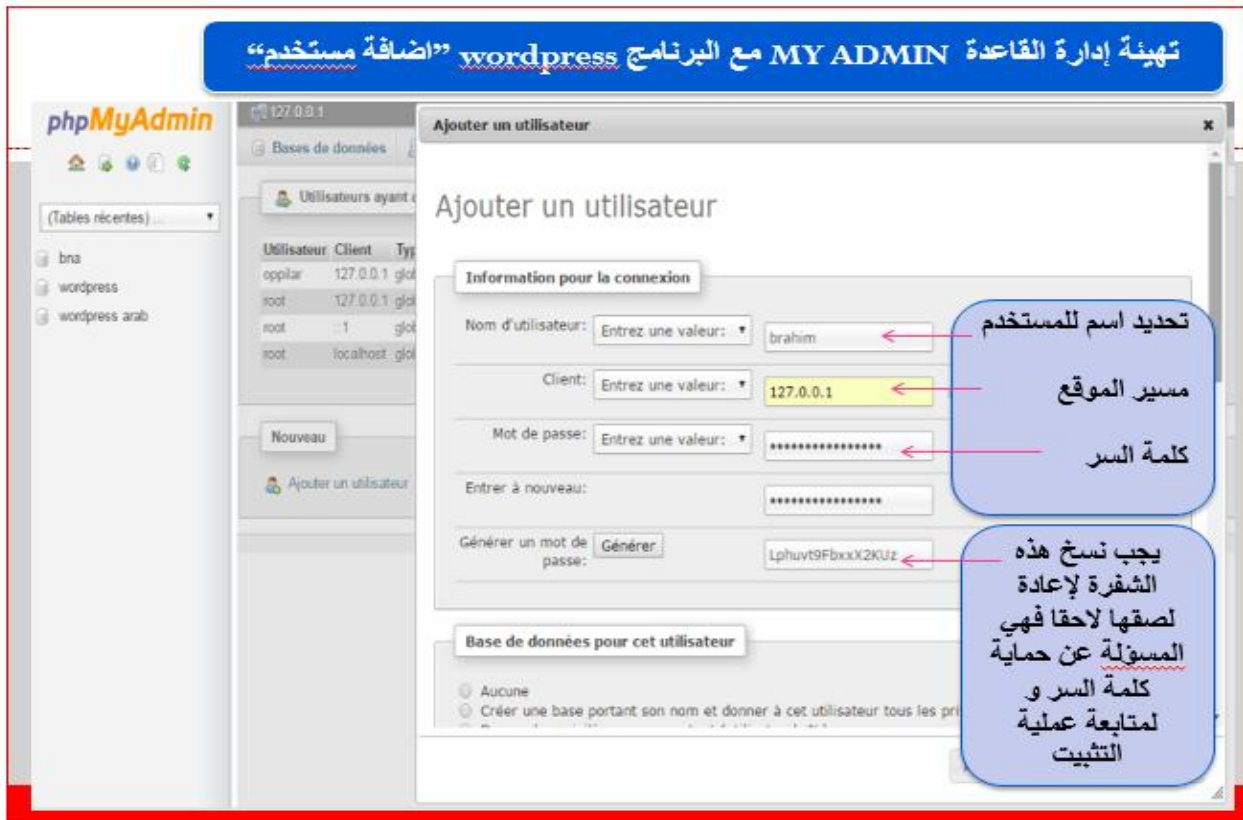 تهيئة إدارة القاعدة MY ADMIN مع البرنامج wordpress ”اضافة مستخدم“
phpMyAdmin
(Tables récentes) ...
bna
wordpress
wordpress arab
127.0.0.1
Bases de données
Utilisateurs ayant
Utilisateur Client Typ
oppilar 127.0.0.1 glol
root 127.0.0.1 glol
root ::1 glol
root localhost glol
Nouveau
Ajouter un utilisateur
Ajouter un utilisateur
x
Ajouter un utilisateur
Information pour la connexion
Nom d'utilisateur: Entrez une valeur: brahim
Client: Entrez une valeur: 127.0.0.1
Mot de passe: Entrez une valeur: ••••••••••••••••
Entrer à nouveau: ••••••••••••••••
Générer un mot de
passe:
Générer
Lphuvt9FbxxX2KUz
Base de données pour cet utilisateur
Aucune
Créer une base portant son nom et donner à cet utilisateur tous les pri
تحديد اسم للمستخدم
مسير الموقع
كلمة السر
يجب نسخ هذه
الشفرة لإعادة
لصقها لاحقا فهي
المسؤلة عن حماية
كلمة السر و
لمتابعة عملية
التثبيت